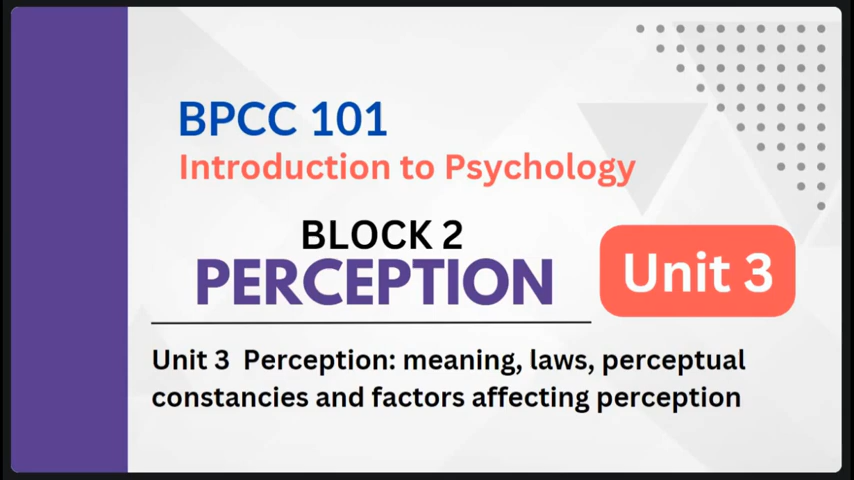 BPCC 101
Introduction to Psychology
BLOCK 2
PERCEPTION
Unit 3
Unit 3 Perception: meaning, laws, perceptual
constancies and factors affecting perception